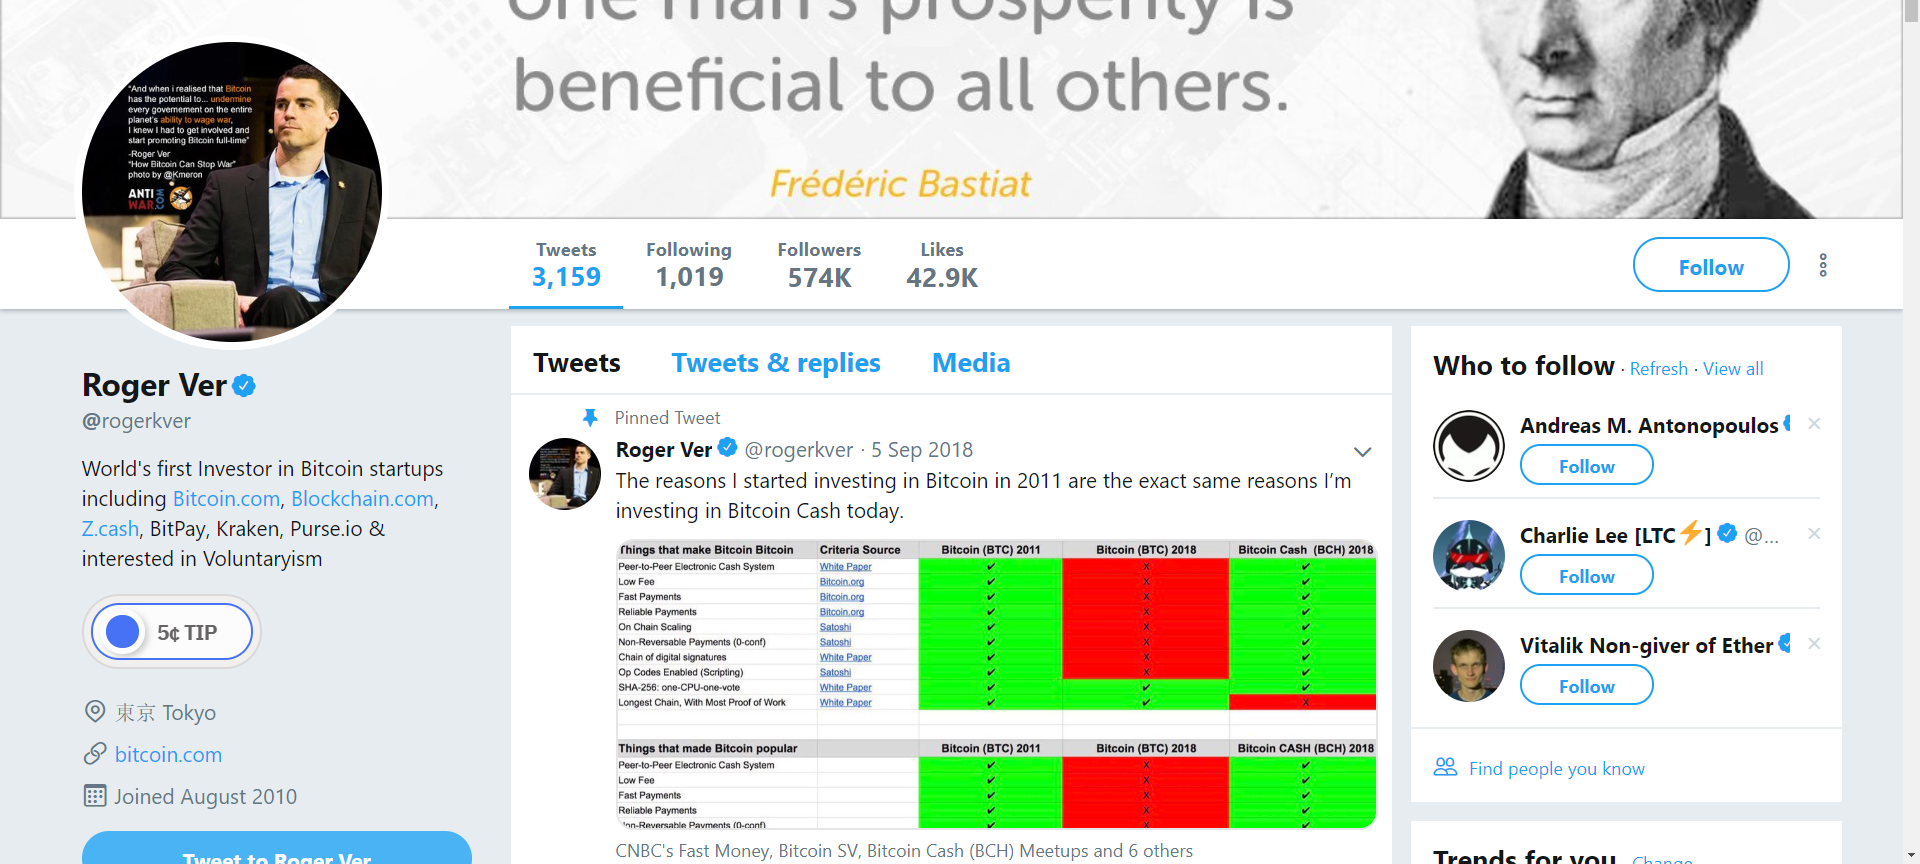 one man's prosperity is
beneficial to all others.
Frédéric Bastiat
"And when i realised that Bitcoin
has the potential to... undermine
every governement on the entire
planet's ability to wage war,
I knew I had to get involved and
start promoting Bitcoin full-time"
-Roger Ver
"How Bitcoin Can Stop War"
photo by @Kmeron
ANTI
WAR.COM
Tweets Following Followers Likes
3,159 1,019 574K 42.9K
Follow
Roger Ver
@rogerkver
World's first Investor in Bitcoin startups
including Bitcoin.com, Blockchain.com,
Z.cash, BitPay, Kraken, Purse.io &
interested in Voluntaryism
5¢ TIP
東京 Tokyo
bitcoin.com
Joined August 2010
Tweet to Roger Ver
Tweets Tweets & replies Media
Pinned Tweet
Roger Ver @rogerkver · 5 Sep 2018
The reasons I started investing in Bitcoin in 2011 are the exact same reasons I’m
investing in Bitcoin Cash today.
Things that make Bitcoin Bitcoin Criteria Source Bitcoin (BTC) 2011 Bitcoin (BTC) 2018 Bitcoin Cash (BCH) 2018
Peer-to-Peer Electronic Cash System White Paper ✓ X ✓
Low Fee Bitcoin.org ✓ X ✓
Fast Payments Bitcoin.org ✓ X ✓
Reliable Payments Bitcoin.org ✓ X ✓
On Chain Scaling Satoshi ✓ X ✓
Non-Reversable Payments (0-conf) Satoshi ✓ X ✓
Chain of digital signatures White Paper ✓ X ✓
Op Codes Enabled (Scripting) Satoshi ✓ X ✓
SHA-256: one-CPU-one-vote White Paper ✓ ✓ ✓
Longest Chain, With Most Proof of Work White Paper ✓ ✓ X
Things that made Bitcoin popular Bitcoin (BTC) 2011 Bitcoin (BTC) 2018 Bitcoin CASH (BCH) 2018
Peer-to-Peer Electronic Cash System ✓ X ✓
Low Fee ✓ X ✓
Fast Payments ✓ X ✓
Reliable Payments ✓ X ✓
Non-Reversable Payments (0-conf) ✓ X ✓
CNBC's Fast Money, Bitcoin SV, Bitcoin Cash (BCH) Meetups and 6 others
Who to follow · Refresh · View all
Andreas M. Antonopoulos
Follow
Charlie Lee [LTC⚡] @...
Follow
Vitalik Non-giver of Ether
Follow
Find people you know
Trends for you · Change